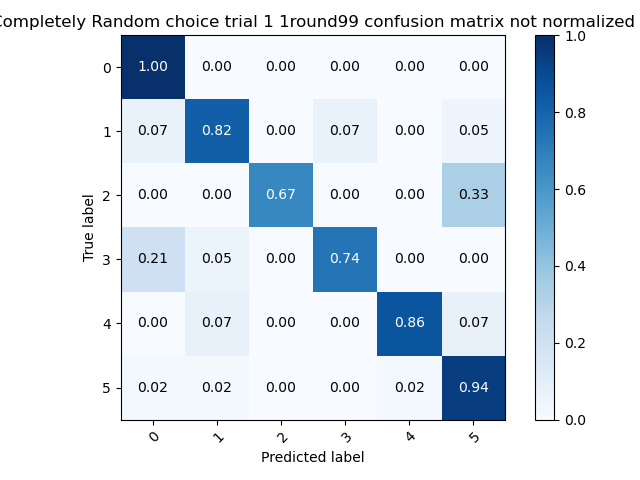 Completely Random choice trial 1 1round99 confusion matrix not normalized
0 1.00 0.00 0.00 0.00 0.00 0.00
1 0.07 0.82 0.00 0.07 0.00 0.05
2 0.00 0.00 0.67 0.00 0.00 0.33
3 0.21 0.05 0.00 0.74 0.00 0.00
4 0.00 0.07 0.00 0.00 0.86 0.07
5 0.02 0.02 0.00 0.00 0.02 0.94
0 1 2 3 4 5
True label
Predicted label
1.0
0.8
0.6
0.4
0.2
0.0